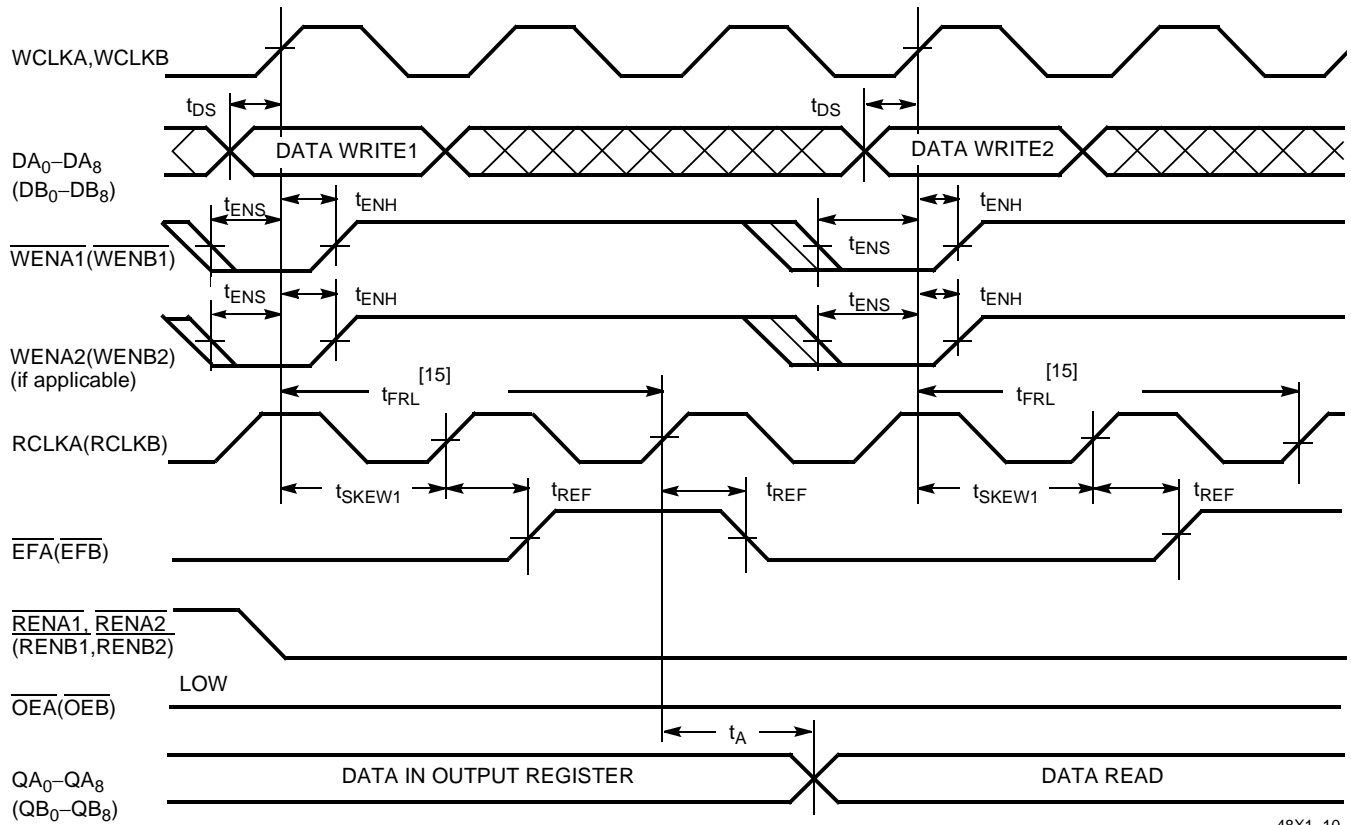 WCLKA,WCLKB
tDS
tDS
DATA WRITE1
DATA WRITE2
DA0–DA8
(DB0–DB8)
tENS
tENH
tENH
WENA1(WENB1)
tENS
tENS
tENH
tENS
tENH
WENA2(WENB2)
(if applicable)
[15]
[15]
tFRL
tFRL
RCLKA(RCLKB)
tSKEW1
tREF
tREF
tSKEW1
tREF
EFA(EFB)
RENA1, RENA2
(RENB1,RENB2)
LOW
OEA(OEB)
tA
DATA IN OUTPUT REGISTER
DATA READ
QA0–QA8
(QB0–QB8)